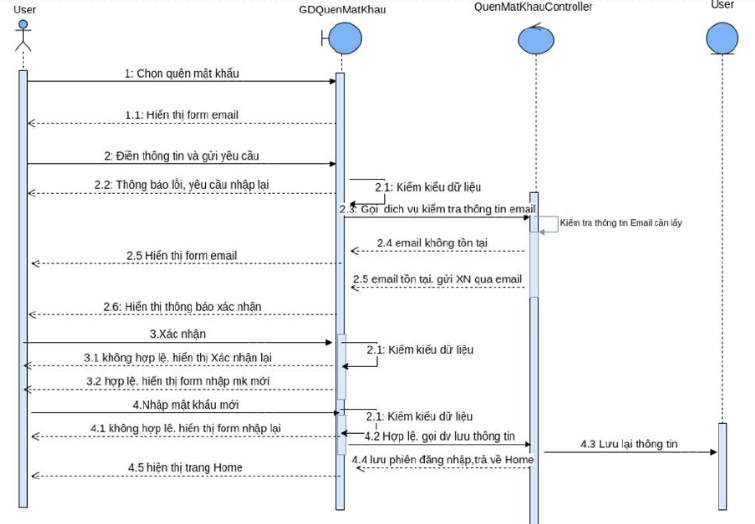 User
GDQuenMatKhau
QuenMatKhauController
User
1: Chọn quên mật khẩu
1.1: Hiển thị form email
2: Điền thông tin và gửi yêu cầu
2.1: Kiểm kiểu dữ liệu
2.2: Thông báo lỗi, yêu cầu nhập lại
2.3: Gọi dịch vụ kiểm tra thông tin email
Kiểm tra thông tin Email cần lấy
2.4 email không tồn tại
2.5 Hiển thị form email
2.5 email tồn tại. gửi XN qua email
2.6: Hiển thị thông báo xác nhận
3.Xác nhận
2.1: Kiểm kiểu dữ liệu
3.1 không hợp lệ. hiển thị Xác nhận lại
3.2 hợp lệ. hiển thị form nhập mk mới
4.Nhập mật khẩu mới
2.1: Kiểm kiểu dữ liệu
4.1 không hợp lệ. hiển thị form nhập lại
4.2 Hợp lệ. gọi dv lưu thông tin
4.3 Lưu lại thông tin
4.4 lưu phiên đăng nhập,trả về Home
4.5 hiện thị trang Home